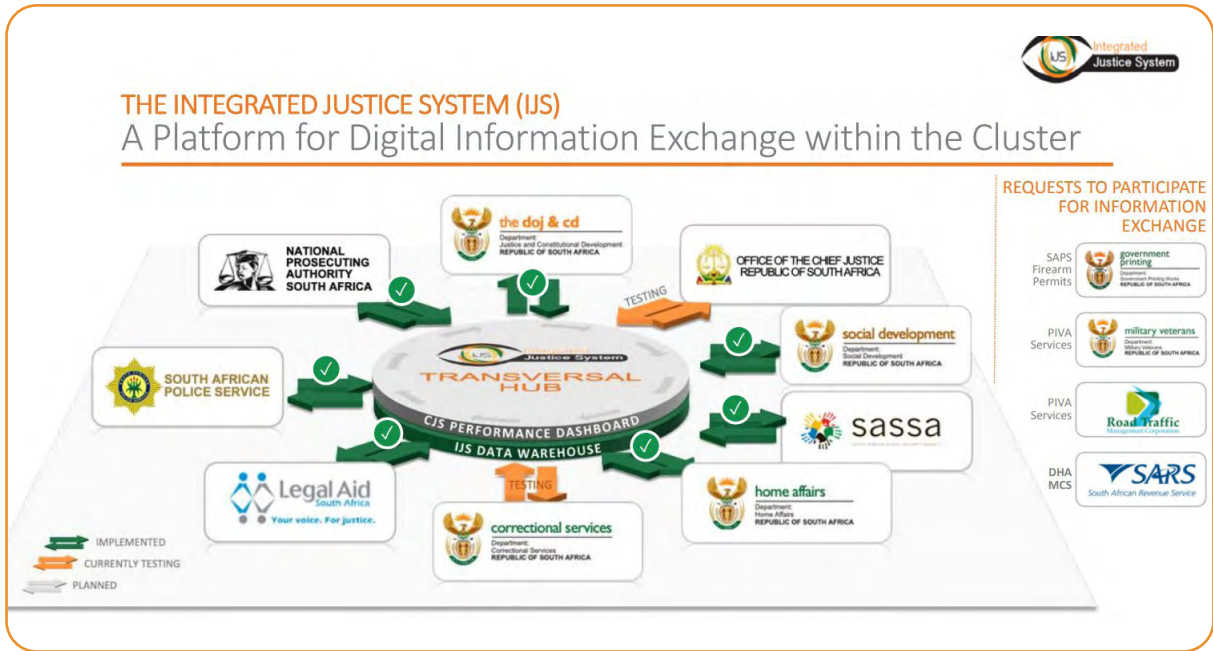 Integrated
IJS
Justice System
THE INTEGRATED JUSTICE SYSTEM (IJS)
A Platform for Digital Information Exchange within the Cluster
REQUESTS TO PARTICIPATE
FOR INFORMATION
EXCHANGE
the doj & cd
Department:
Justice and Constitutional Development
REPUBLIC OF SOUTH AFRICA
NATIONAL
PROSECUTING
AUTHORITY
SOUTH AFRICA
OFFICE OF THE CHIEF JUSTICE
REPUBLIC OF SOUTH AFRICA
TESTING
SAPS
Firearm
Permits
government
printing
Department:
Government Printing Works
REPUBLIC OF SOUTH AFRICA
social development
Department:
Social Development
REPUBLIC OF SOUTH AFRICA
PIVA
Services
military veterans
Department:
Military Veterans
REPUBLIC OF SOUTH AFRICA
IJS
Integrated
Justice System
TRANSVERSAL
HUB
CJS PERFORMANCE DASHBOARD
IJS DATA WAREHOUSE
SOUTH AFRICAN
POLICE SERVICE
sassa
PIVA
Services
Road Traffic
Management Corporation
Legal Aid
South Africa
Your voice. For justice.
TESTING
correctional services
Department:
Correctional Services
REPUBLIC OF SOUTH AFRICA
home affairs
Department:
Home Affairs
REPUBLIC OF SOUTH AFRICA
DHA
MCS
SARS
South African Revenue Service
IMPLEMENTED
CURRENTLY TESTING
PLANNED